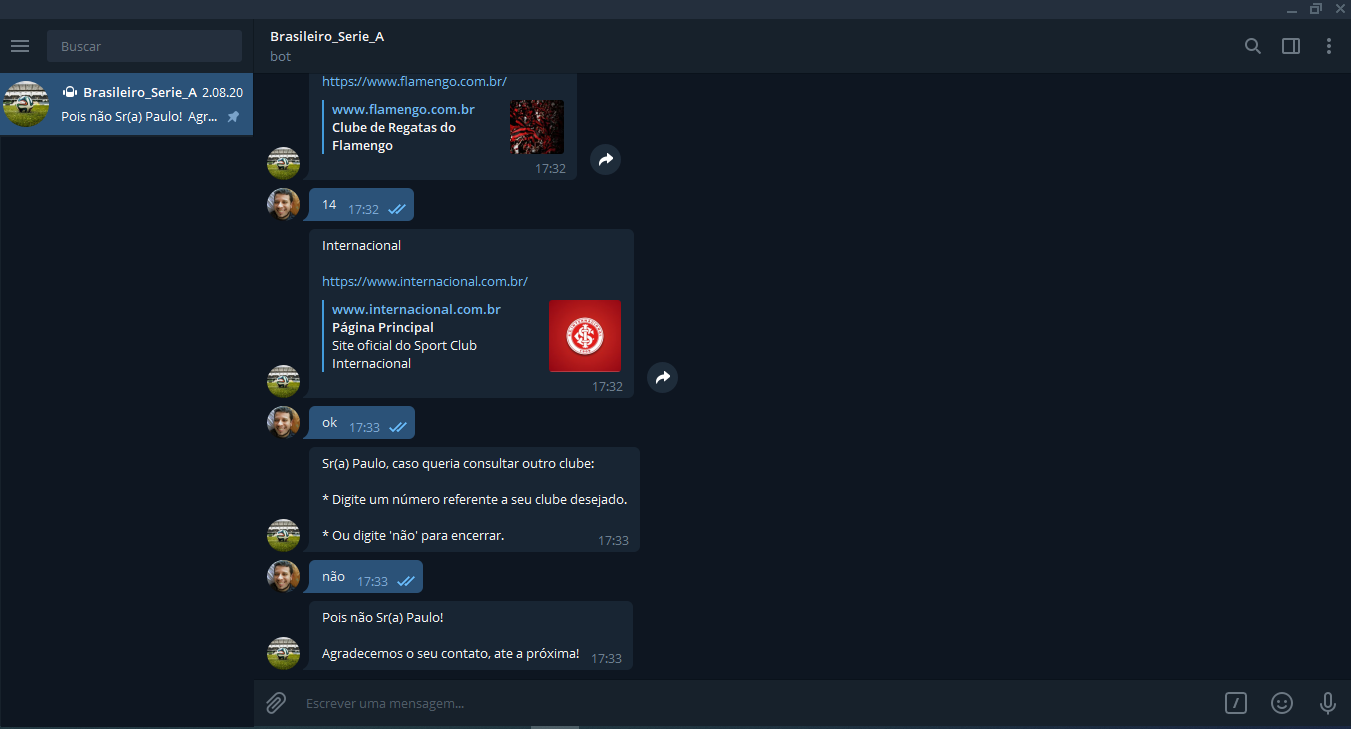 Buscar
Brasileiro_Serie_A 2.08.20
Pois não Sr(a) Paulo! Agr...
Brasileiro_Serie_A
bot
https://www.flamengo.com.br/
www.flamengo.com.br
Clube de Regatas do
Flamengo
17:32
14 17:32
Internacional
https://www.internacional.com.br/
www.internacional.com.br
Página Principal
Site oficial do Sport Club
Internacional
17:32
ok 17:33
Sr(a) Paulo, caso queria consultar outro clube:
* Digite um número referente a seu clube desejado.
* Ou digite 'não' para encerrar. 17:33
não 17:33
Pois não Sr(a) Paulo!
Agradecemos o seu contato, ate a próxima! 17:33
Escrever uma mensagem...